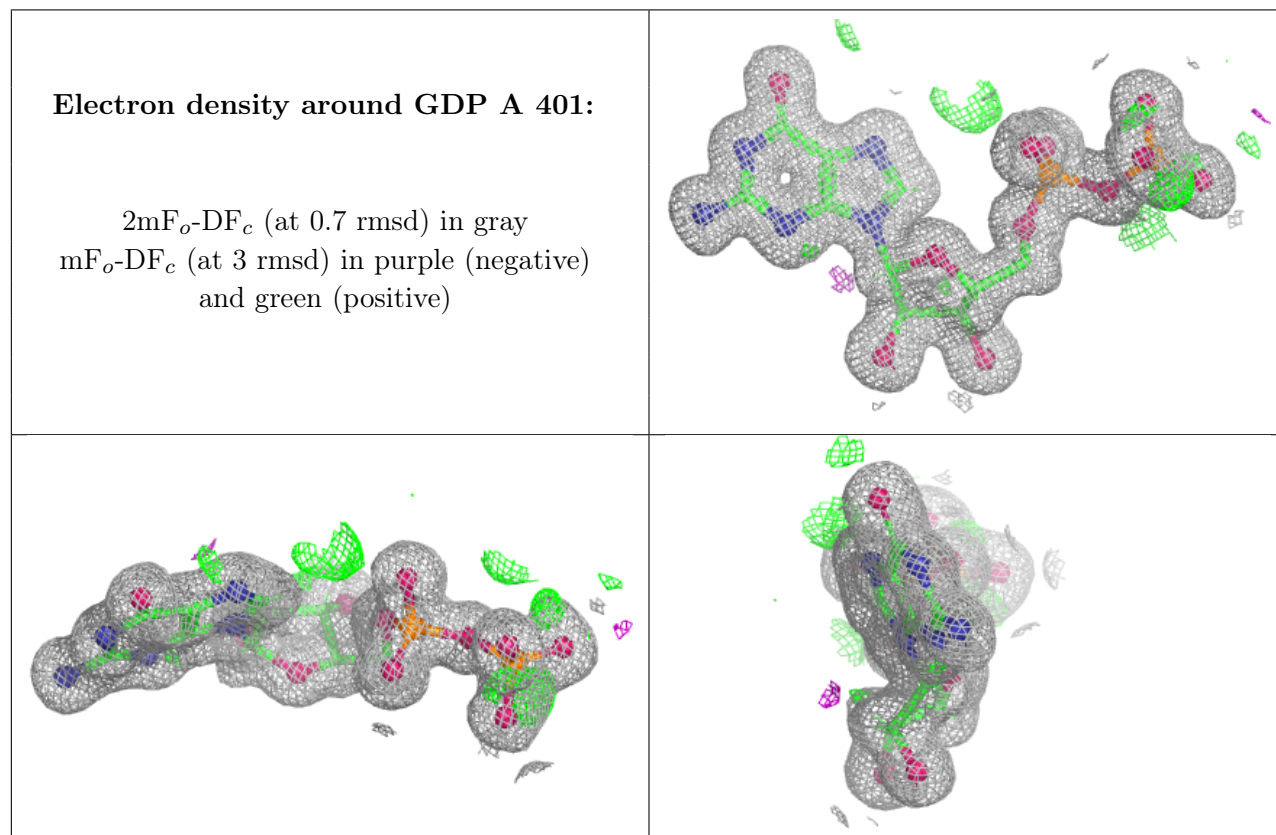 Electron density around GDP A 401:
2mFₒ-DF𝒸 (at 0.7 rmsd) in gray
mFₒ-DF𝒸 (at 3 rmsd) in purple (negative)
and green (positive)